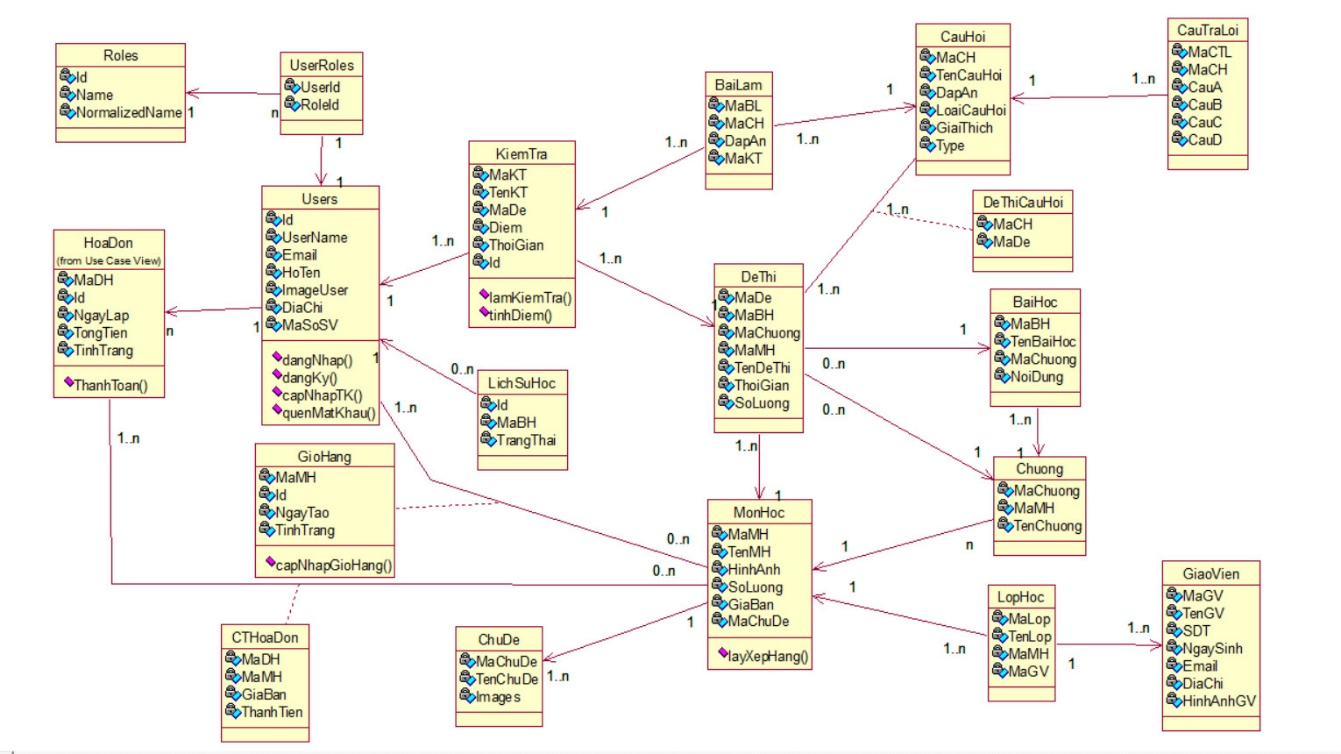 Roles
Id
Name
NormalizedName
UserRoles
UserId
RoleId
1
n
1
1
Users
Id
UserName
Email
HoTen
ImageUser
DiaChi
MaSoSV
dangNhap()
dangKy()
capNhapTK()
quenMatKhau()
HoaDon
(from Use Case View)
MaDH
Id
NgayLap
TongTien
TinhTrang
ThanhToan()
n
1
1..n
KiemTra
MaKT
TenKT
MaDe
Diem
ThoiGian
Id
lamKiemTra()
tinhDiem()
1..n
1
BaiLam
MaBL
MaCH
DapAn
MaKT
1..n
1
1..n
1
CauHoi
MaCH
TenCauHoi
DapAn
LoaiCauHoi
GiaiThich
Type
1
1..n
CauTraLoi
MaCTL
MaCH
CauA
CauB
CauC
CauD
DeThiCauHoi
MaCH
MaDe
1..n
1..n
1..n
1
DeThi
MaDe
MaBH
MaChuong
MaMH
TenDeThi
ThoiGian
SoLuong
1
0..n
0..n
1
1..n
1
BaiHoc
MaBH
TenBaiHoc
MaChuong
NoiDung
1..n
1
Chuong
MaChuong
MaMH
TenChuong
n
1
LichSuHoc
Id
MaBH
TrangThai
0..n
1
1..n
0..n
0..n
GioHang
MaMH
Id
NgayTao
TinhTrang
capNhapGioHang()
MonHoc
MaMH
TenMH
HinhAnh
SoLuong
GiaBan
MaChuDe
layXepHang()
1
1..n
ChuDe
MaChuDe
TenChuDe
Images
CTHoaDon
MaDH
MaMH
GiaBan
ThanhTien
LopHoc
MaLop
TenLop
MaMH
MaGV
1
1..n
1
1..n
GiaoVien
MaGV
TenGV
SDT
NgaySinh
Email
DiaChi
HinhAnhGV